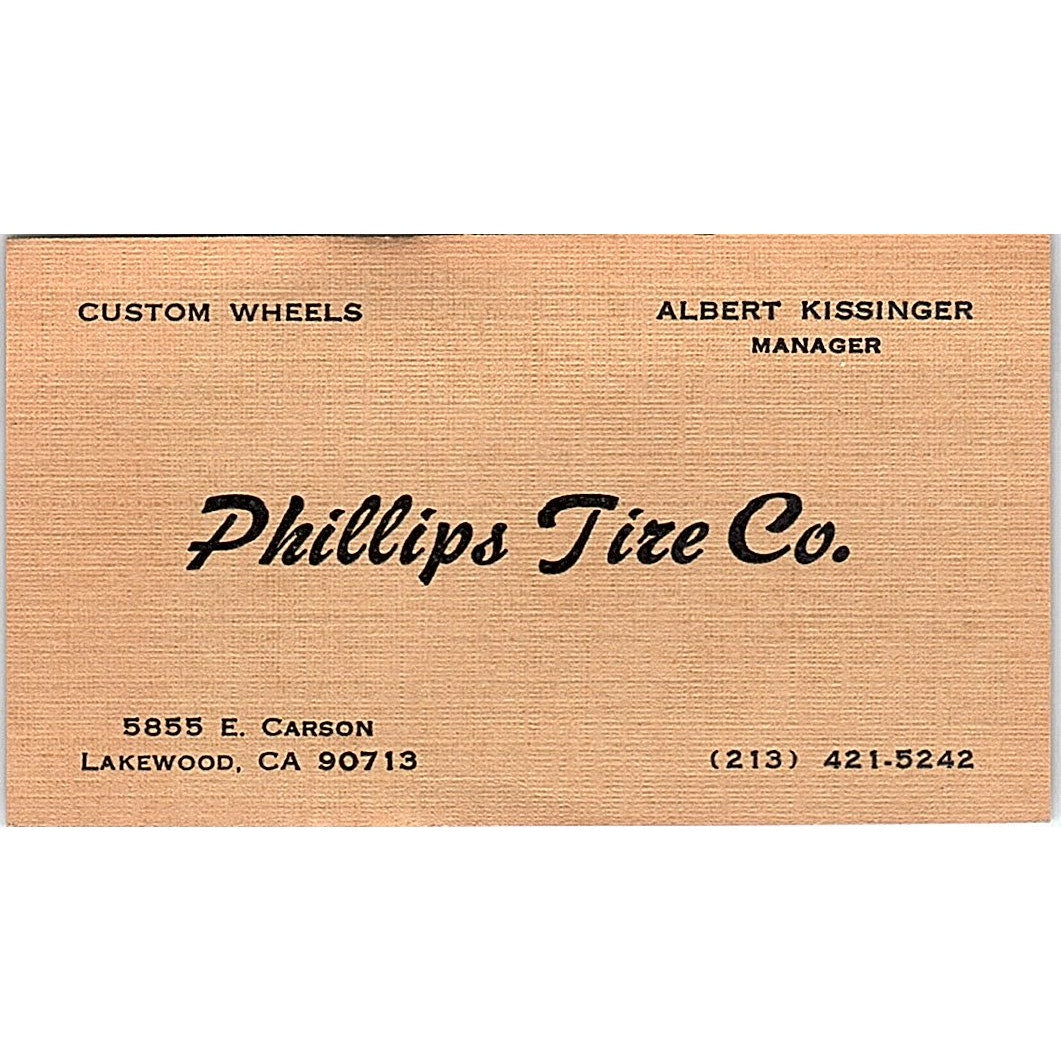 CUSTOM WHEELS
ALBERT KISSINGER
MANAGER
Phillips Tire Co.
5855 E. CARSON
LAKEWOOD, CA 90713
(213) 421-5242